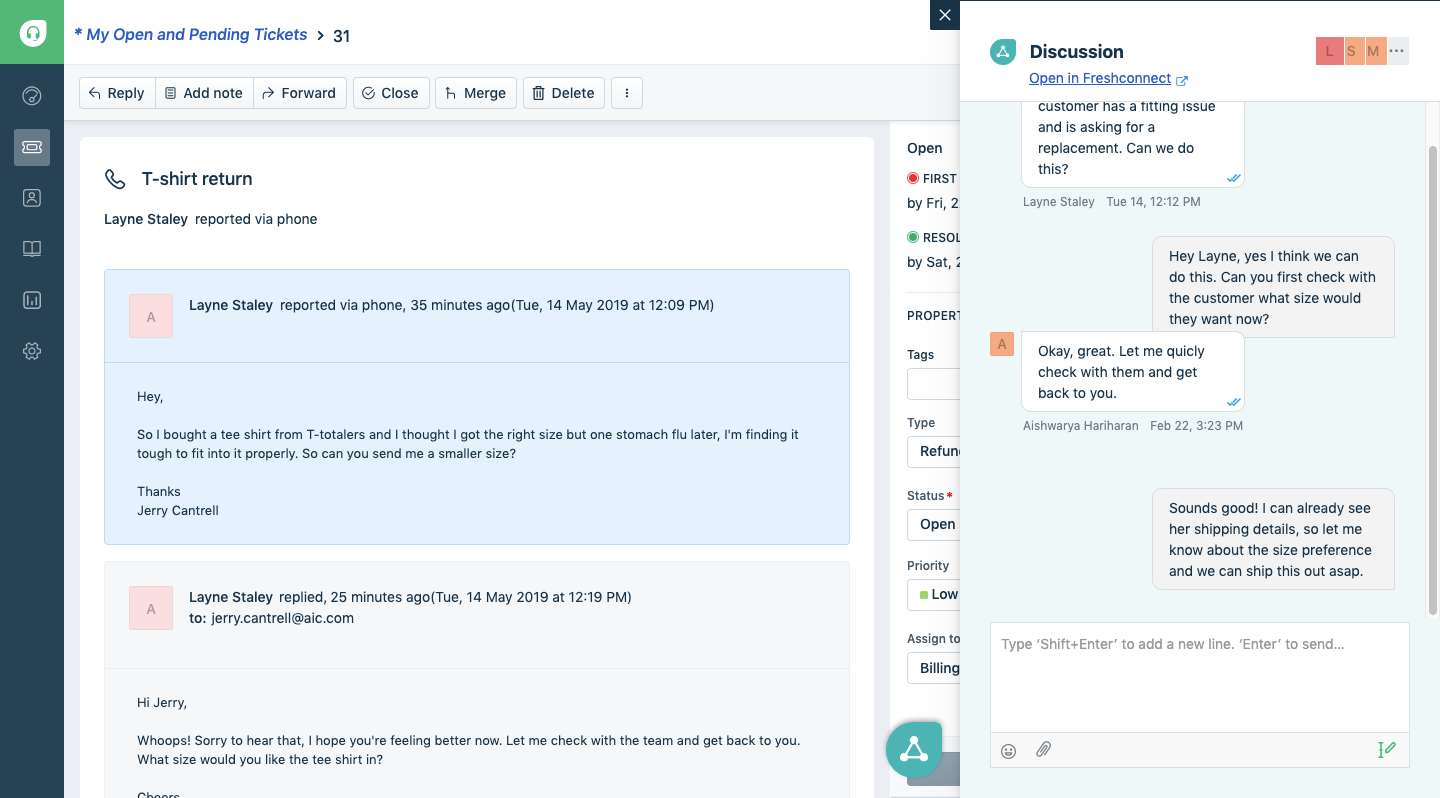 * My Open and Pending Tickets > 31
Reply
Add note
Forward
Close
Merge
Delete
T-shirt return
Layne Staley reported via phone
A
Layne Staley reported via phone, 35 minutes ago(Tue, 14 May 2019 at 12:09 PM)
Hey,
So I bought a tee shirt from T-totalers and I thought I got the right size but one stomach flu later, I'm finding it
tough to fit into it properly. So can you send me a smaller size?
Thanks
Jerry Cantrell
A
Layne Staley replied, 25 minutes ago(Tue, 14 May 2019 at 12:19 PM)
to: jerry.cantrell@aic.com
Hi Jerry,
Whoops! Sorry to hear that, I hope you're feeling better now. Let me check with the team and get back to you.
What size would you like the tee shirt in?
Cheers
Open
FIRST
by Fri, 2
RESOL
by Sat, 2
PROPERT
Tags
Type
Refun
Status*
Open
Priority
Low
Assign to
Billing
Discussion
Open in Freshconnect
L S M ...
customer has a fitting issue
and is asking for a
replacement. Can we do
this?
Layne Staley Tue 14, 12:12 PM
Hey Layne, yes I think we can
do this. Can you first check with
the customer what size would
they want now?
A
Okay, great. Let me quicly
check with them and get
back to you.
Aishwarya Hariharan Feb 22, 3:23 PM
Sounds good! I can already see
her shipping details, so let me
know about the size preference
and we can ship this out asap.
Type ‘Shift+Enter’ to add a new line. ‘Enter’ to send...